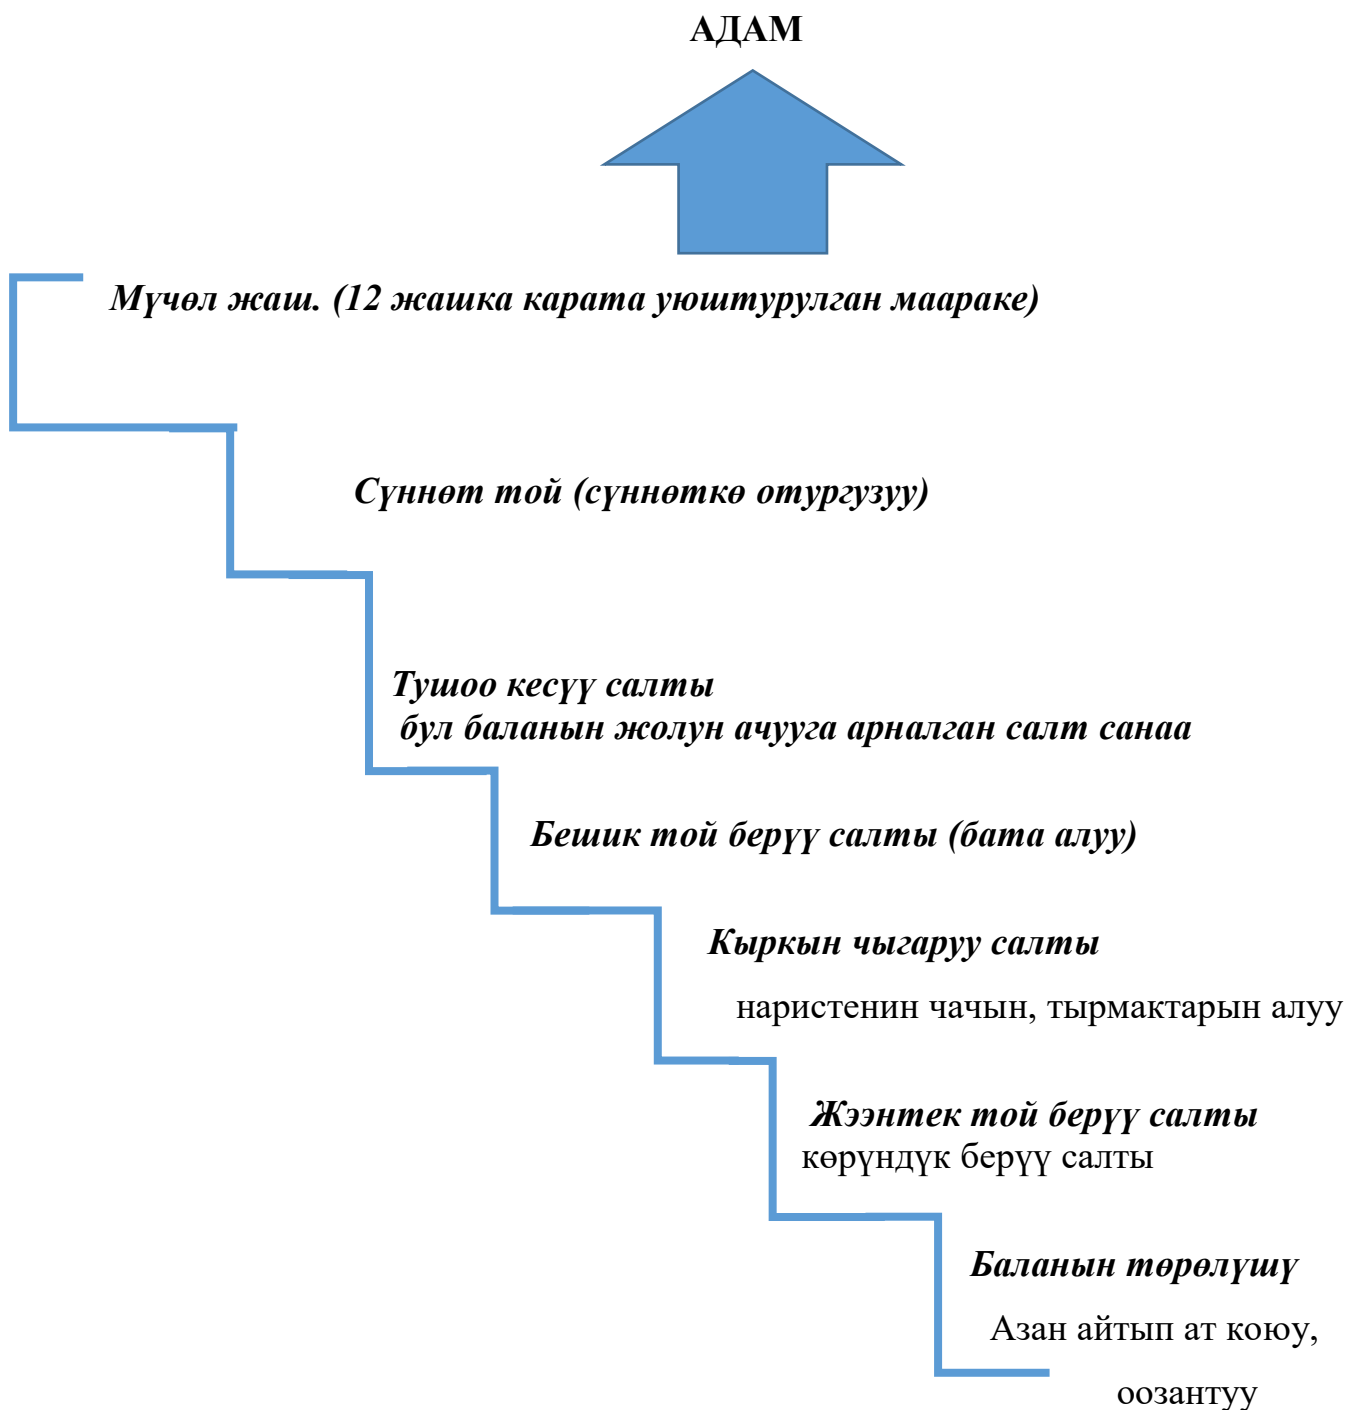 АДАМ
Мүчөл жаш. (12 жашка карата уюштурулган маараке)
Сүннөт той (сүннөткө отургузуу)
Тушоо кесүү салты
бул баланын жолун ачууга арналган салт санаа
Бешик той берүү салты (бата алуу)
Кыркын чыгаруу салты
наристенин чачын, тырмактарын алуу
Жээнтек той берүү салты
көрүндүк берүү салты
Баланын төрөлүшү
Азан айтып ат коюу,
оозантуу